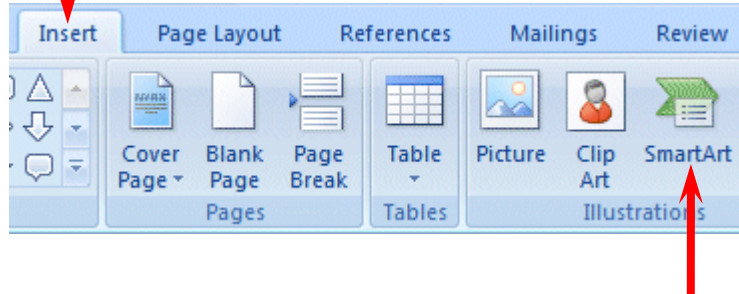 Insert Page Layout References Mailings Review
Cover Page Blank Page Page Break Table Picture Clip Art SmartArt
Pages Tables Illustrations